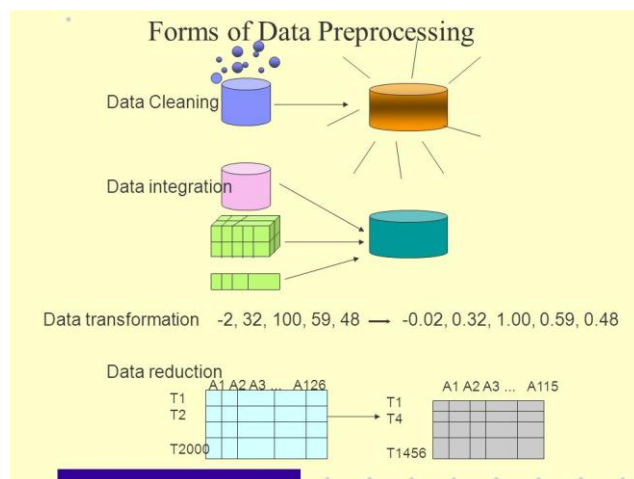 Forms of Data Preprocessing
Data Cleaning
Data integration
Data transformation -2, 32, 100, 59, 48 → -0.02, 0.32, 1.00, 0.59, 0.48
Data reduction
A1 A2 A3 ... A126
T1
T2
T2000
A1 A2 A3 ... A115
T1
T4
T1456